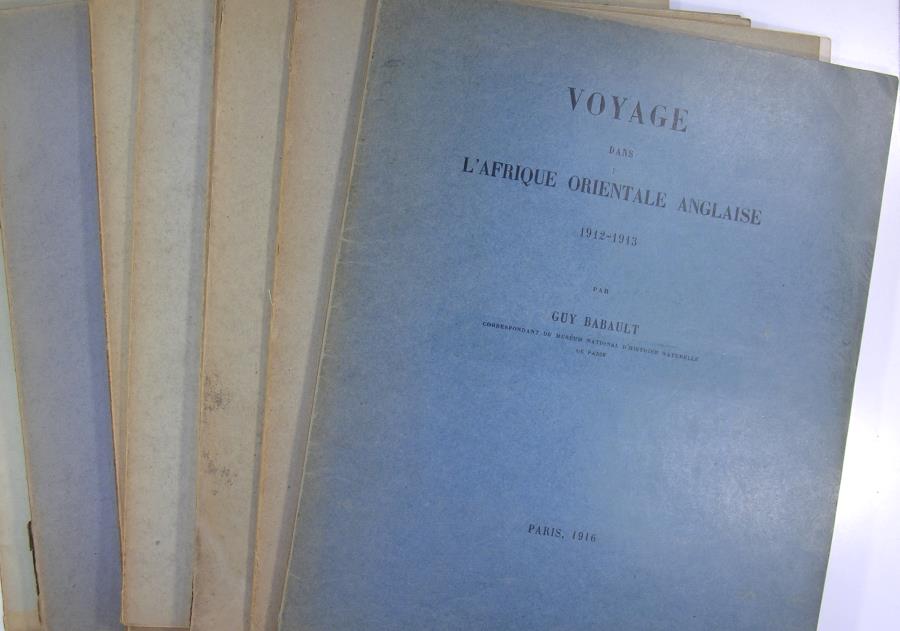 VOYAGE
DANS
L'AFRIQUE ORIENTALE ANGLAISE
1912-1913
PAR
GUY BABAULT
CORRESPONDANT DU MUSÉUM NATIONAL D'HISTOIRE NATURELLE
DE PARIS
PARIS, 1916